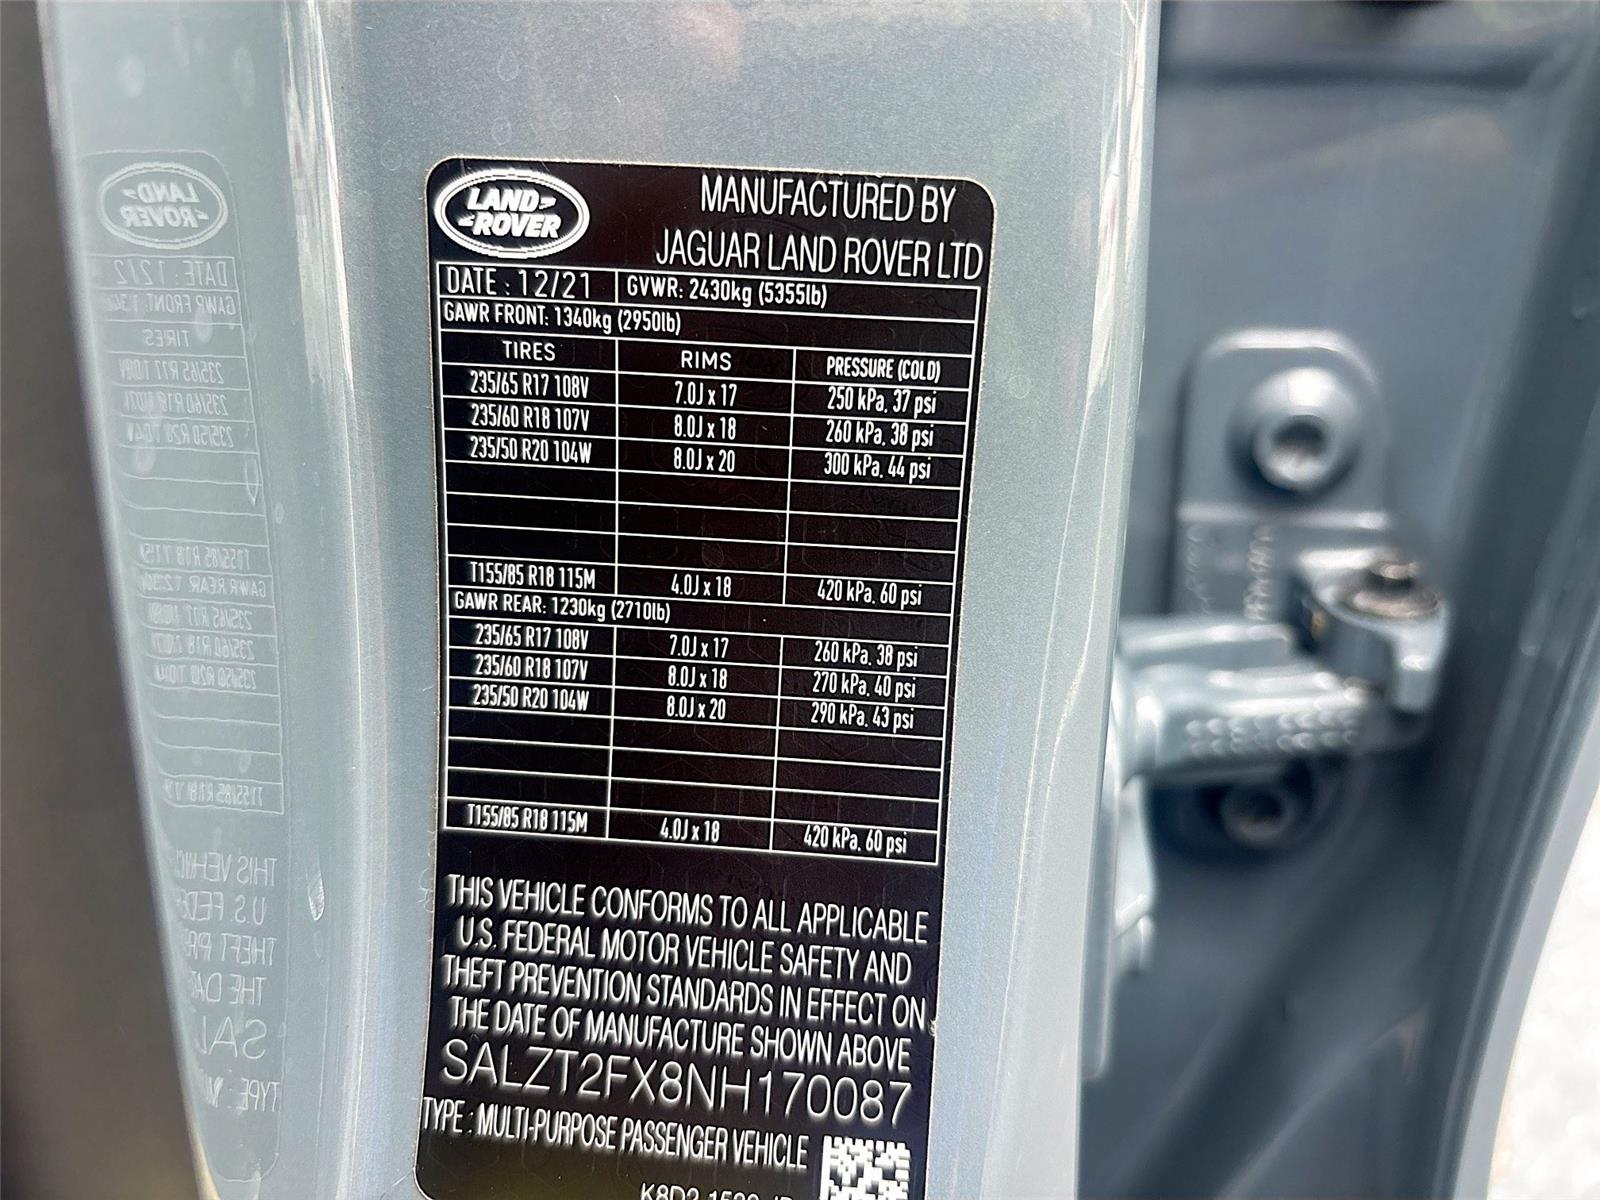 LAND
ROVER
MANUFACTURED BY
JAGUAR LAND ROVER LTD
DATE : 12/21 GVWR: 2430kg (5355lb)
GAWR FRONT: 1340kg (2950lb)
TIRES RIMS PRESSURE (COLD)
235/65 R17 108V 7.0J x 17 250 kPa, 37 psi
235/60 R18 107V 8.0J x 18 260 kPa, 38 psi
235/50 R20 104W 8.0J x 20 300 kPa, 44 psi
T155/85 R18 115M 4.0J x 18 420 kPa, 60 psi
GAWR REAR: 1230kg (2710lb)
235/65 R17 108V 7.0J x 17 260 kPa, 38 psi
235/60 R18 107V 8.0J x 18 270 kPa, 40 psi
235/50 R20 104W 8.0J x 20 290 kPa, 43 psi
T155/85 R18 115M 4.0J x 18 420 kPa, 60 psi
THIS VEHICLE CONFORMS TO ALL APPLICABLE
U.S. FEDERAL MOTOR VEHICLE SAFETY AND
THEFT PREVENTION STANDARDS IN EFFECT ON
THE DATE OF MANUFACTURE SHOWN ABOVE
SALZT2FX8NH170087
TYPE : MULTI-PURPOSE PASSENGER VEHICLE